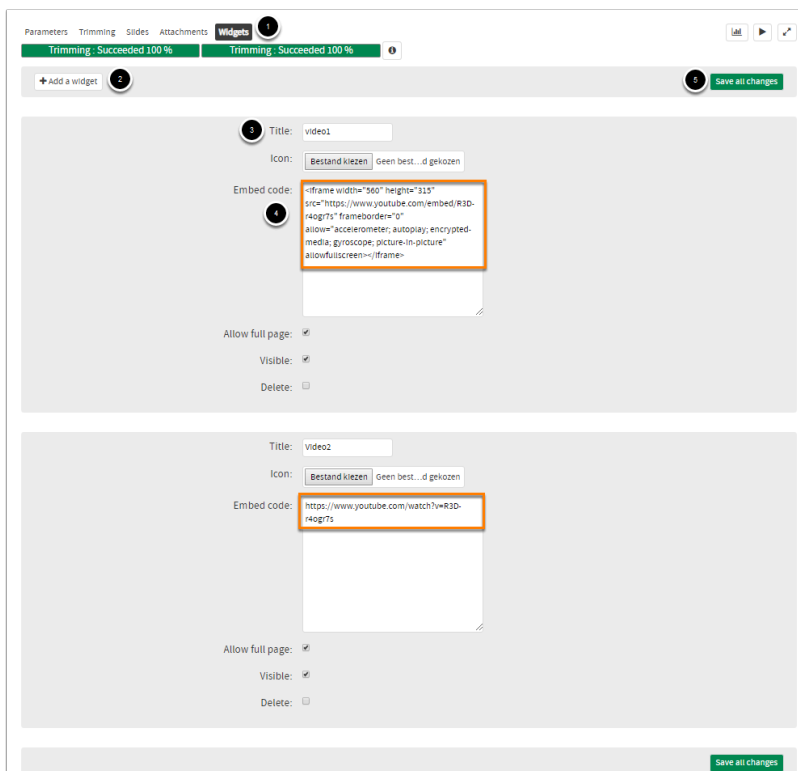 Parameters Trimming Slides Attachments Widgets 1
Trimming : Succeeded 100 % Trimming : Succeeded 100 %
+ Add a widget 2 5 Save all changes
3 Title: video1
Icon: Bestand kiezen Geen best…d gekozen
Embed code: <iframe width="560" height="315"
src="https://www.youtube.com/embed/R3D-
4 r4ogr7s" frameborder="0"
allow="accelerometer; autoplay; encrypted-
media; gyroscope; picture-in-picture"
allowfullscreen></iframe>
Allow full page:
Visible:
Delete:
Title: Video2
Icon: Bestand kiezen Geen best…d gekozen
Embed code: https://www.youtube.com/watch?v=R3D-
r4ogr7s
Allow full page:
Visible:
Delete:
Save all changes